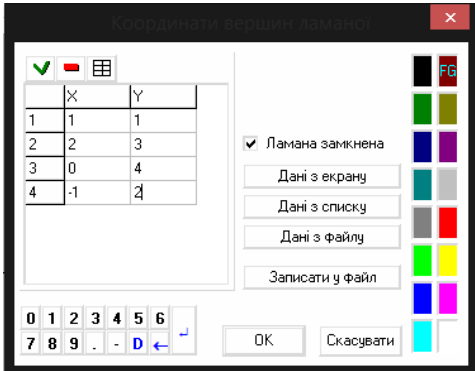 Координати вершин ламаної
X Y
1 1 1
2 2 3
3 0 4
4 -1 2
Ламана замкнена
Дані з екрану
Дані з списку
Дані з файлу
Записати у файл
0 1 2 3 4 5 6
7 8 9 . - D ←
OK
Скасувати
FG